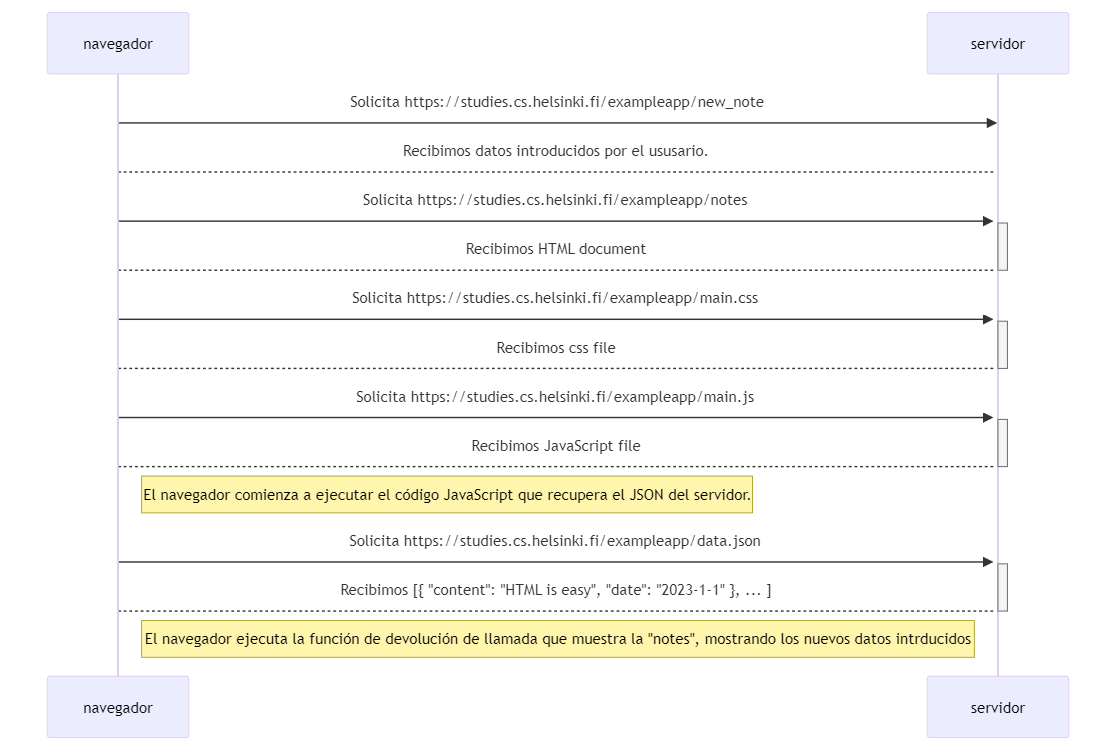 navegador
servidor
Solicita https://studies.cs.helsinki.fi/exampleapp/new_note
Recibimos datos introducidos por el ususario.
Solicita https://studies.cs.helsinki.fi/exampleapp/notes
Recibimos HTML document
Solicita https://studies.cs.helsinki.fi/exampleapp/main.css
Recibimos css file
Solicita https://studies.cs.helsinki.fi/exampleapp/main.js
Recibimos JavaScript file
El navegador comienza a ejecutar el código JavaScript que recupera el JSON del servidor.
Solicita https://studies.cs.helsinki.fi/exampleapp/data.json
Recibimos [{ "content": "HTML is easy", "date": "2023-1-1" }, ... ]
El navegador ejecuta la función de devolución de llamada que muestra la "notes", mostrando los nuevos datos intrducidos
navegador
servidor